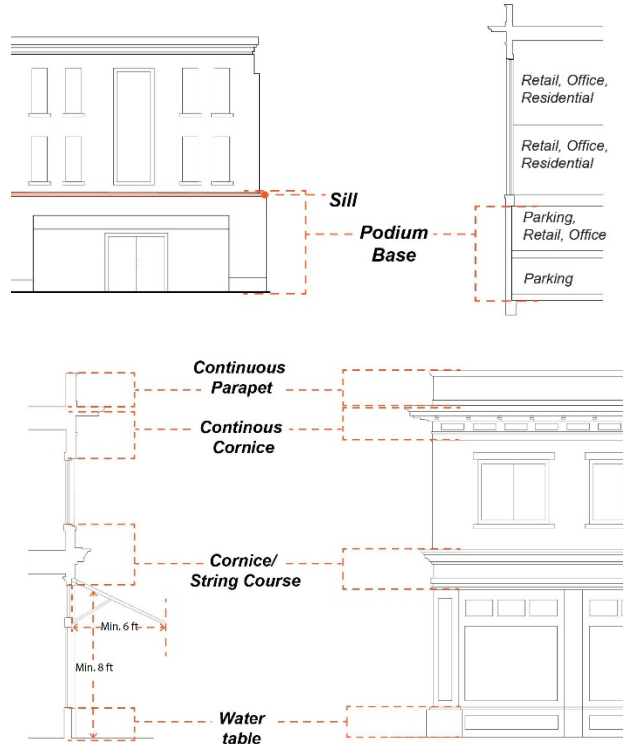 Retail, Office,
Residential
Retail, Office,
Residential
Sill
Podium
Base
Parking,
Retail, Office
Parking
Continuous
Parapet
Continous
Cornice
Cornice/
String Course
Min. 6 ft
Min. 8 ft
Water
table